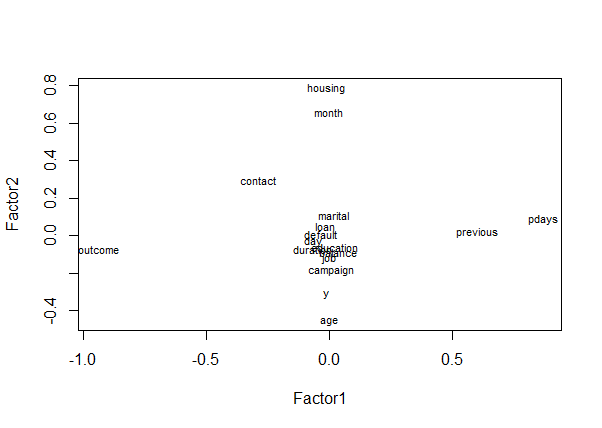 housing
0.8
month
0.6
0.4
contact
0.2
marital
loan
pdays
previous
default
0.0
day
education
outcome
duration
balance
job
campaign
y
-0.4
age
-1.0
-0.5
0.0
0.5
Factor1
Factor2